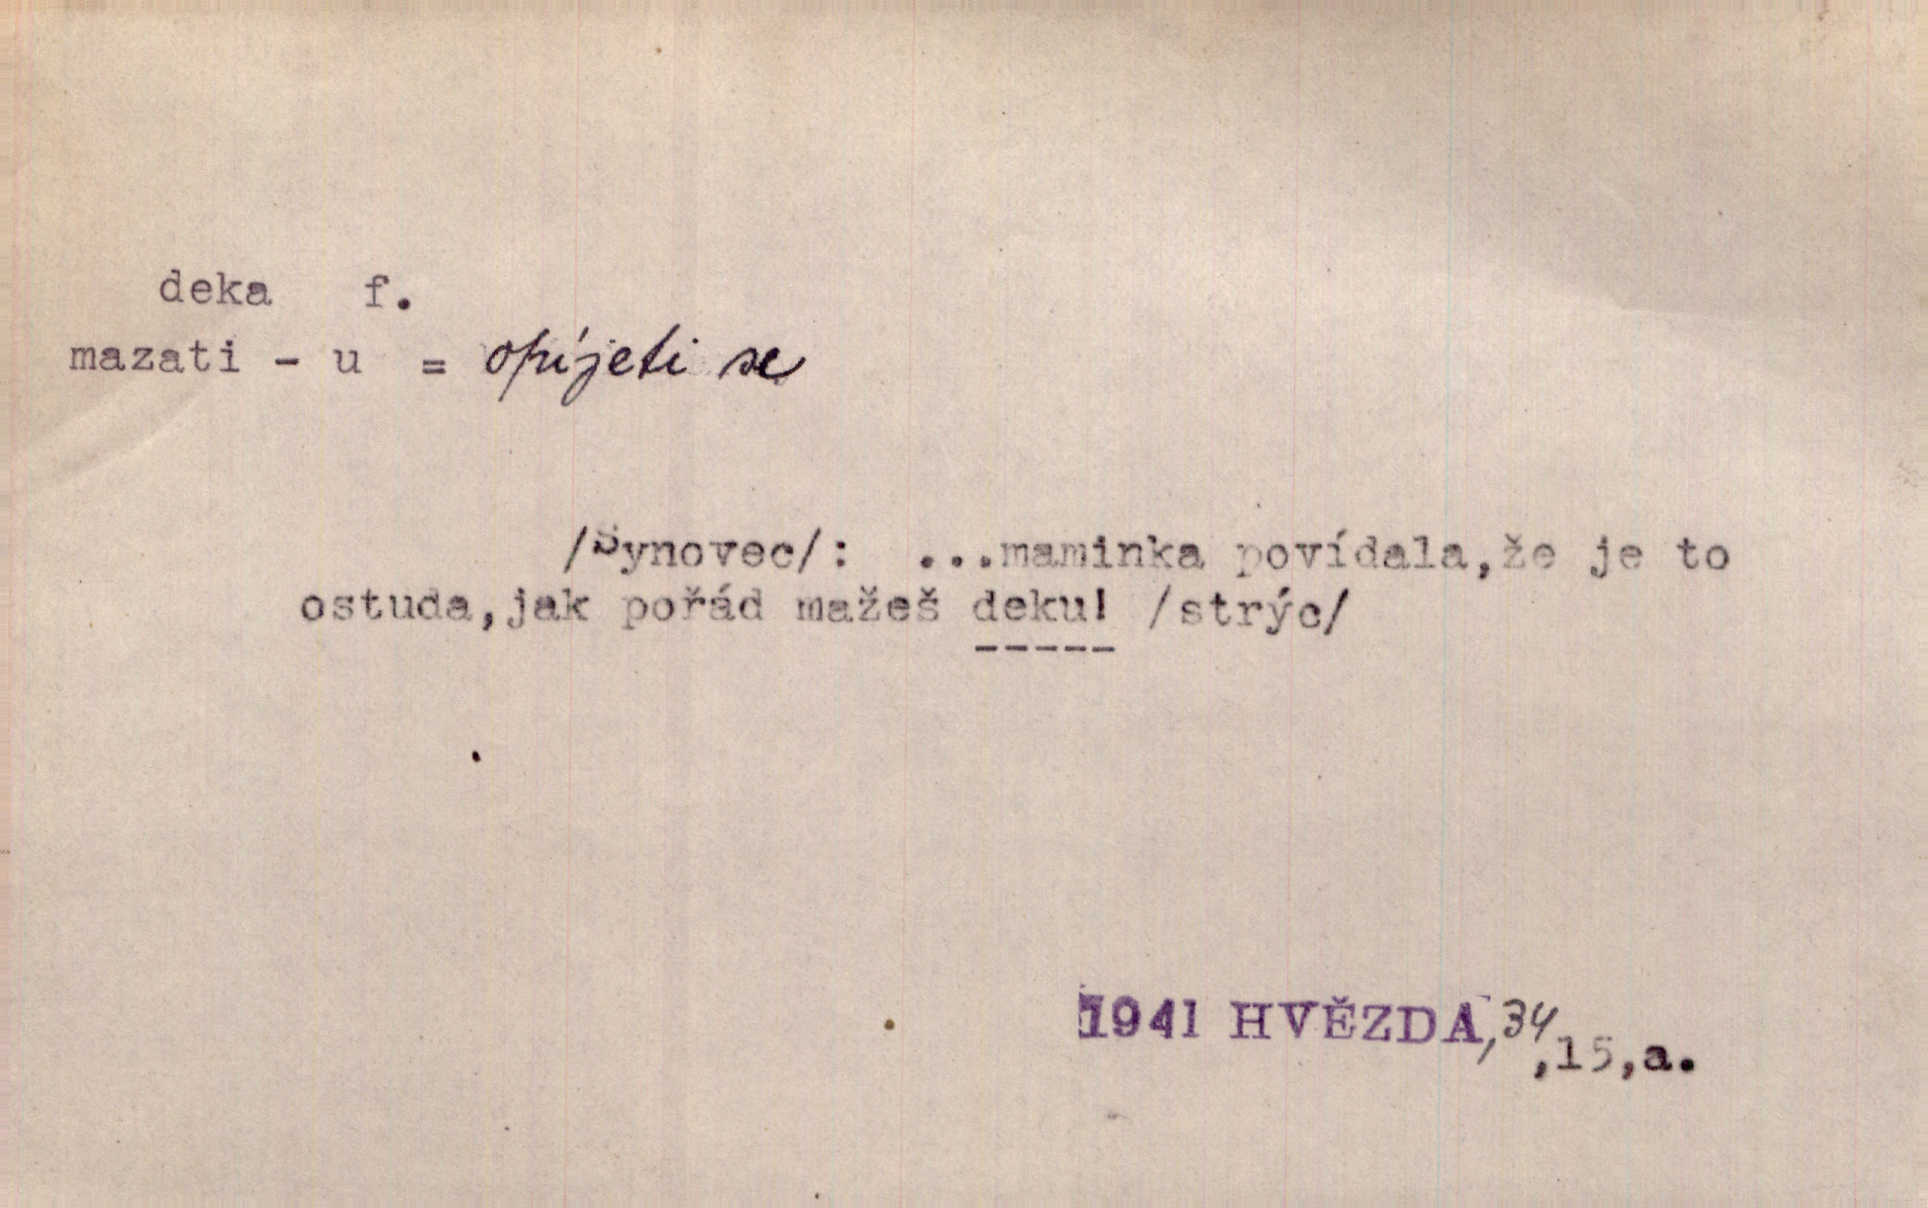 deka f.
mazati - u = opíjeti se
/Synovec/: ...maminka povídala,že je to
ostuda,jak pořád mažeš deku! /strýc/
1941 HVĚZDA,34,15,a.